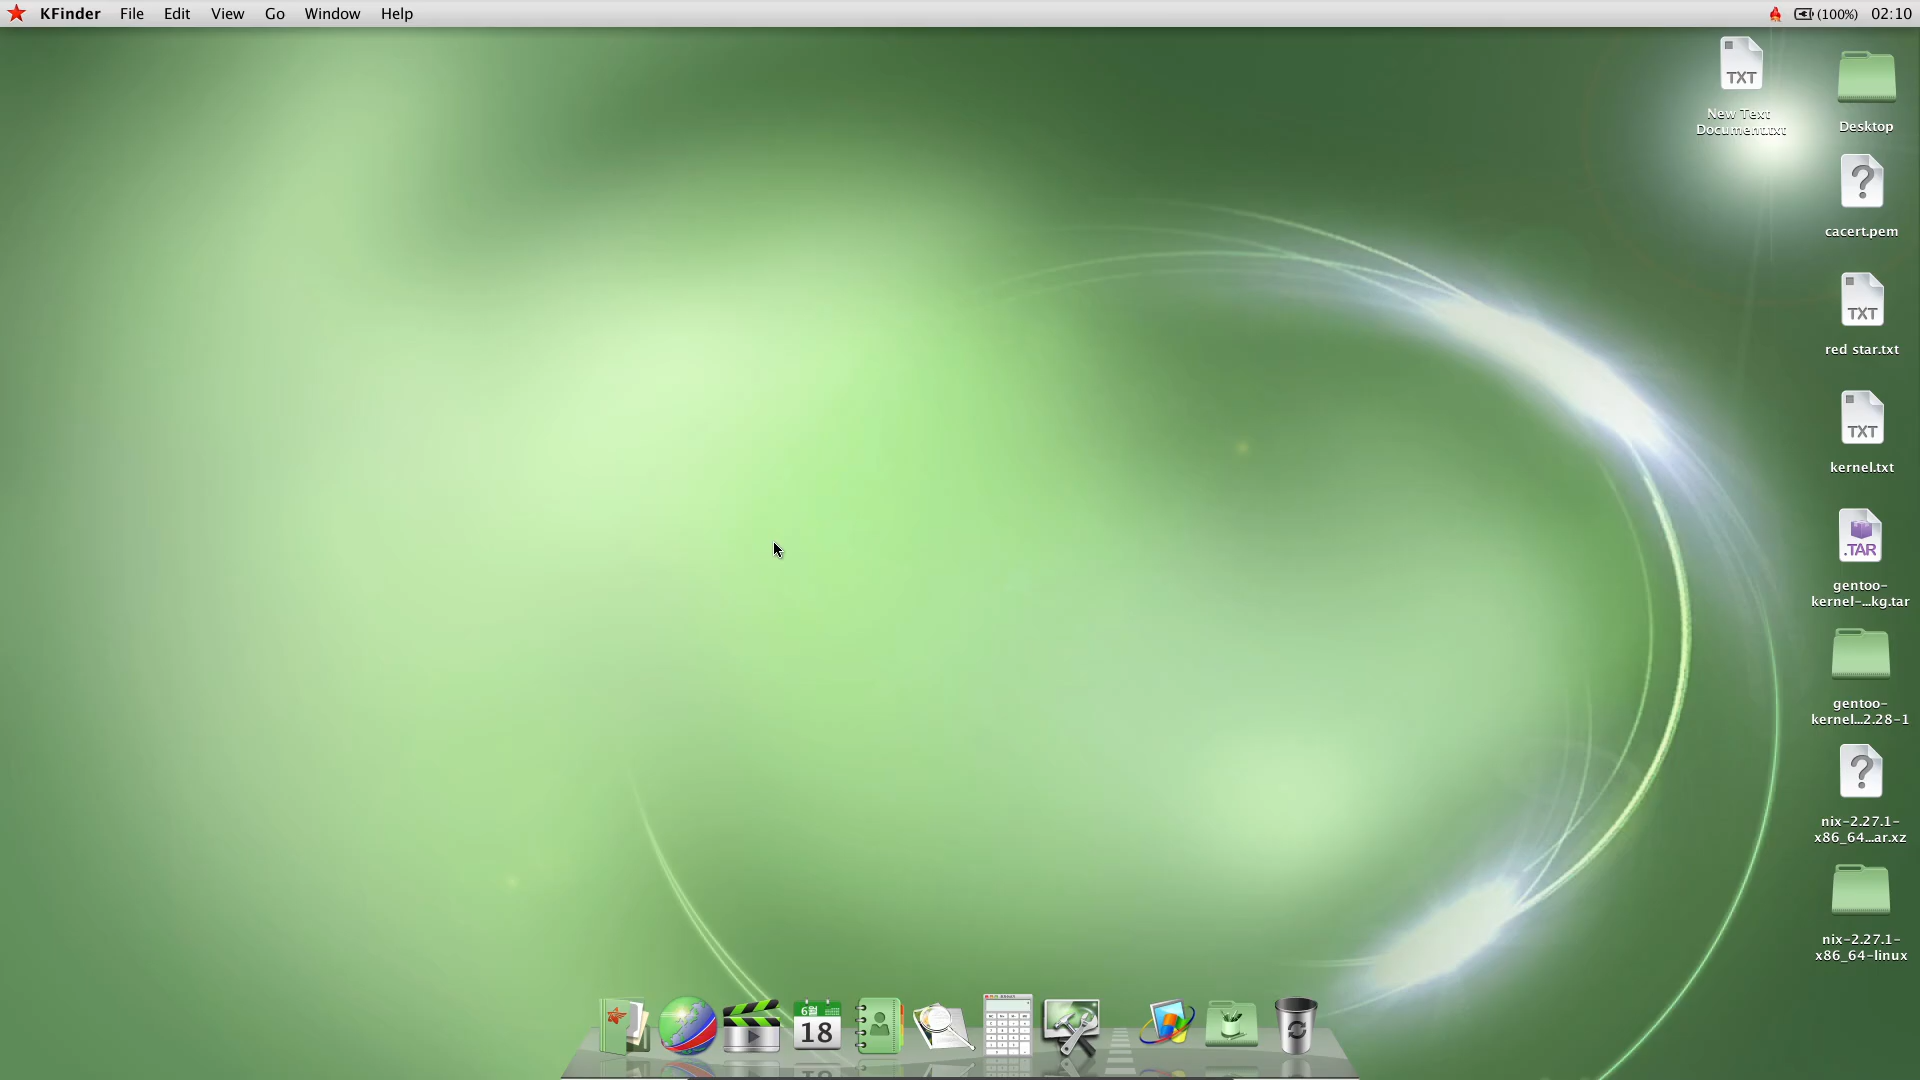 KFinder File Edit View Go Window Help
(100%) 02:10
TXT
New Text
Document.txt
Desktop
?
cacert.pem
TXT
red star.txt
TXT
kernel.txt
.TAR
gentoo-
kernel-...kg.tar
gentoo-
kernel...2.28-1
?
nix-2.27.1-
x86_64...ar.xz
nix-2.27.1-
x86_64-linux
6월
18